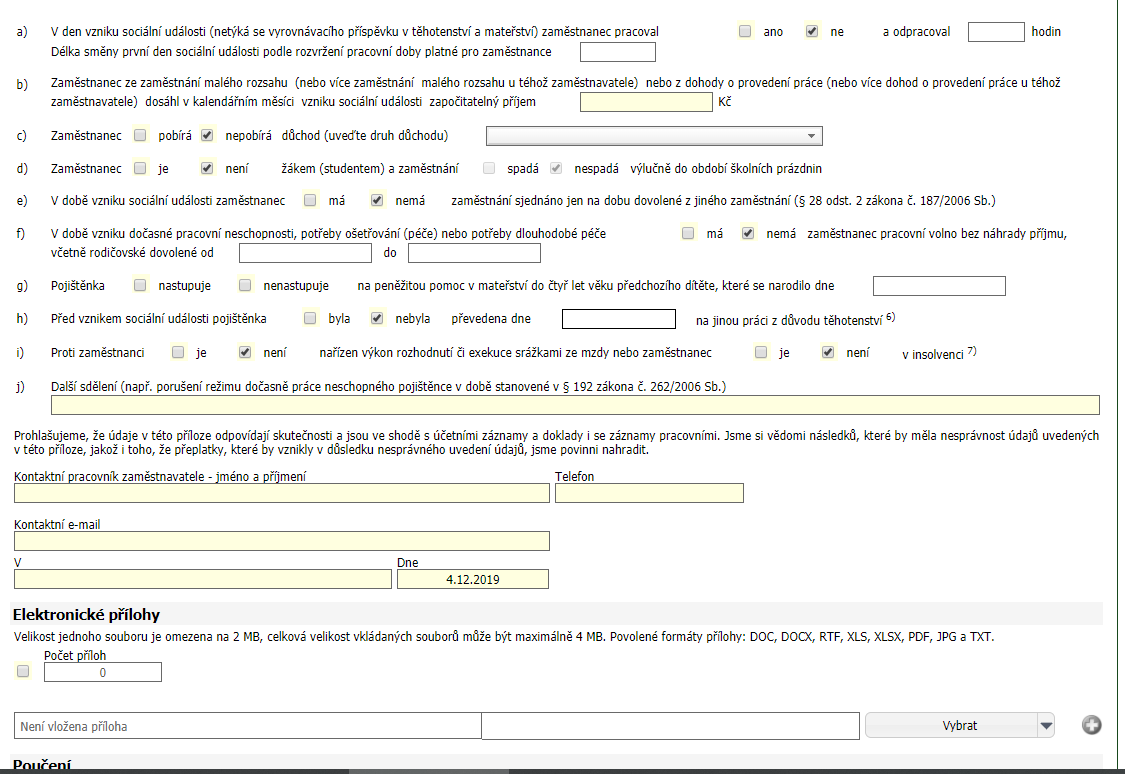 a) V den vzniku sociální události (netýká se vyrovnávacího příspěvku v těhotenství a mateřství) zaměstnanec pracoval ano ne a odpracoval hodin
Délka směny první den sociální události podle rozvržení pracovní doby platné pro zaměstnance
b) Zaměstnanec ze zaměstnání malého rozsahu (nebo více zaměstnání malého rozsahu u téhož zaměstnavatele) nebo z dohody o provedení práce (nebo více dohod o provedení práce u téhož
zaměstnavatele) dosáhl v kalendářním měsíci vzniku sociální události započitatelný příjem Kč
c) Zaměstnanec pobírá nepobírá důchod (uveďte druh důchodu)
d) Zaměstnanec je není žákem (studentem) a zaměstnání spadá nespadá výlučně do období školních prázdnin
e) V době vzniku sociální události zaměstnanec má nemá zaměstnání sjednáno jen na dobu dovolené z jiného zaměstnání (§ 28 odst. 2 zákona č. 187/2006 Sb.)
f) V době vzniku dočasné pracovní neschopnosti, potřeby ošetřování (péče) nebo potřeby dlouhodobé péče má nemá zaměstnanec pracovní volno bez náhrady příjmu,
včetně rodičovské dovolené od do
g) Pojištěnka nastupuje nenastupuje na peněžitou pomoc v mateřství do čtyř let věku předchozího dítěte, které se narodilo dne
h) Před vznikem sociální události pojištěnka byla nebyla převedena dne na jinou práci z důvodu těhotenství 6)
i) Proti zaměstnanci je není nařízen výkon rozhodnutí či exekuce srážkami ze mzdy nebo zaměstnanec je není v insolvenci 7)
j) Další sdělení (např. porušení režimu dočasně práce neschopného pojištěnce v době stanovené v § 192 zákona č. 262/2006 Sb.)
Prohlašujeme, že údaje v této příloze odpovídají skutečnosti a jsou ve shodě s účetními záznamy a doklady i se záznamy pracovními. Jsme si vědomi následků, které by měla nesprávnost údajů uvedených
v této příloze, jakož i toho, že přeplatky, které by vznikly v důsledku nesprávného uvedení údajů, jsme povinni nahradit.
Kontaktní pracovník zaměstnavatele - jméno a příjmení Telefon
Kontaktní e-mail
V Dne
4.12.2019
Elektronické přílohy
Velikost jednoho souboru je omezena na 2 MB, celková velikost vkládaných souborů může být maximálně 4 MB. Povolené formáty přílohy: DOC, DOCX, RTF, XLS, XLSX, PDF, JPG a TXT.
Počet příloh
0
Není vložena příloha Vybrat
Poučení